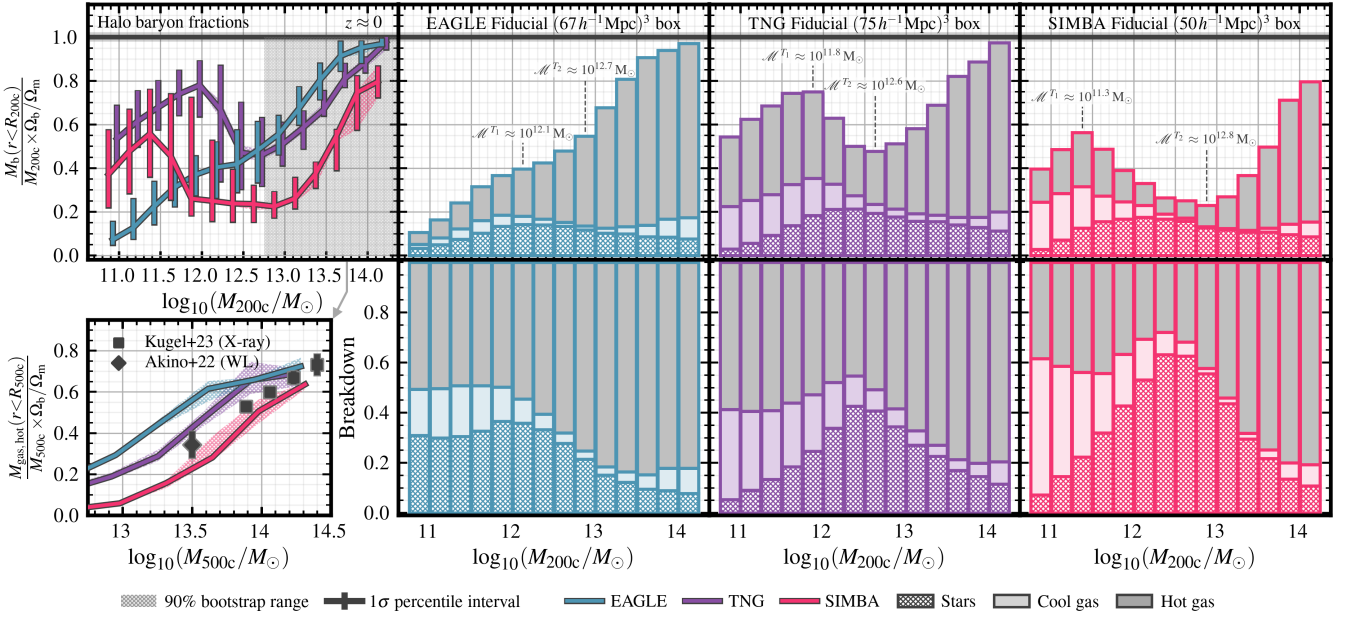 Halo baryon fractions z ≈ 0
M_b(r<R_200c)
M_200c × Ω_b/Ω_m
1.0
0.8
0.6
0.4
0.2
0.0
11.0 11.5 12.0 12.5 13.0 13.5 14.0
log₁₀(M_200c/M_⊙)
EAGLE Fiducial (67 h⁻¹Mpc)³ box
𝓜^T₂ ≈ 10^12.7 M_⊙
𝓜^T₁ ≈ 10^12.1 M_⊙
TNG Fiducial (75 h⁻¹Mpc)³ box
𝓜^T₁ ≈ 10^11.8 M_⊙
𝓜^T₂ ≈ 10^12.6 M_⊙
SIMBA Fiducial (50 h⁻¹Mpc)³ box
𝓜^T₁ ≈ 10^11.3 M_⊙
𝓜^T₂ ≈ 10^12.8 M_⊙
M_gas,hot(r<R_500c)
M_500c × Ω_b/Ω_m
Kugel+23 (X-ray)
Akino+22 (WL)
0.8
0.6
0.4
0.2
0.0
13 13.5 14 14.5
log₁₀(M_500c/M_⊙)
Breakdown
0.8
0.6
0.4
0.2
0.0
11 12 13 14
log₁₀(M_200c/M_⊙)
11 12 13 14
log₁₀(M_200c/M_⊙)
11 12 13 14
log₁₀(M_200c/M_⊙)
90% bootstrap range 1σ percentile interval EAGLE TNG SIMBA Stars Cool gas Hot gas